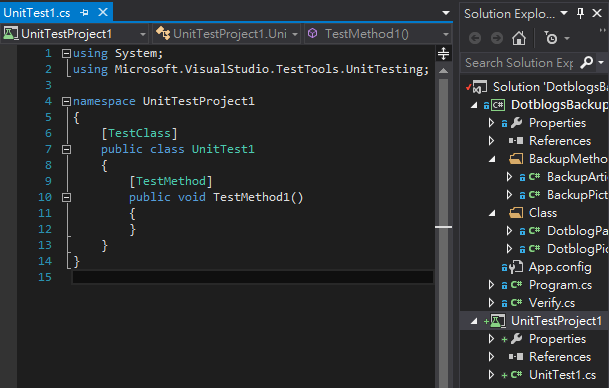 UnitTest1.cs
UnitTestProject1
UnitTestProject1.Uni
TestMethod1()
1 using System;
2 using Microsoft.VisualStudio.TestTools.UnitTesting;
3
4 namespace UnitTestProject1
5 {
6 [TestClass]
7 public class UnitTest1
8 {
9 [TestMethod]
10 public void TestMethod1()
11 {
12 }
13 }
14 }
15
Solution Explo...
Search Solution Exp
Solution 'DotblogsBa
DotblogsBackup
Properties
References
BackupMetho
BackupArti
BackupPict
Class
DotblogPa
DotblogPic
App.config
Program.cs
Verify.cs
UnitTestProject1
Properties
References
UnitTest1.cs